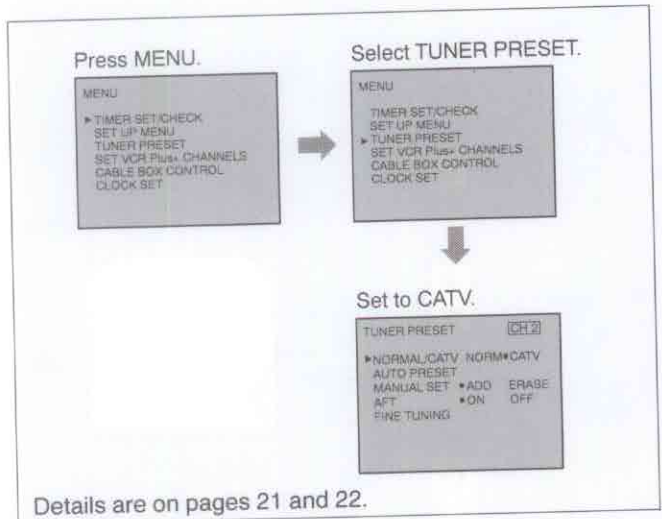 Press MENU.
MENU
▶ TIMER SET/CHECK
SET UP MENU
TUNER PRESET
SET VCR Plus+ CHANNELS
CABLE BOX CONTROL
CLOCK SET
Select TUNER PRESET.
MENU
TIMER SET/CHECK
SET UP MENU
▶ TUNER PRESET
SET VCR Plus+ CHANNELS
CABLE BOX CONTROL
CLOCK SET
Set to CATV.
TUNER PRESET CH 2
▶NORMAL/CATV NORM•CATV
AUTO PRESET
MANUAL SET •ADD ERASE
AFT •ON OFF
FINE TUNING
Details are on pages 21 and 22.